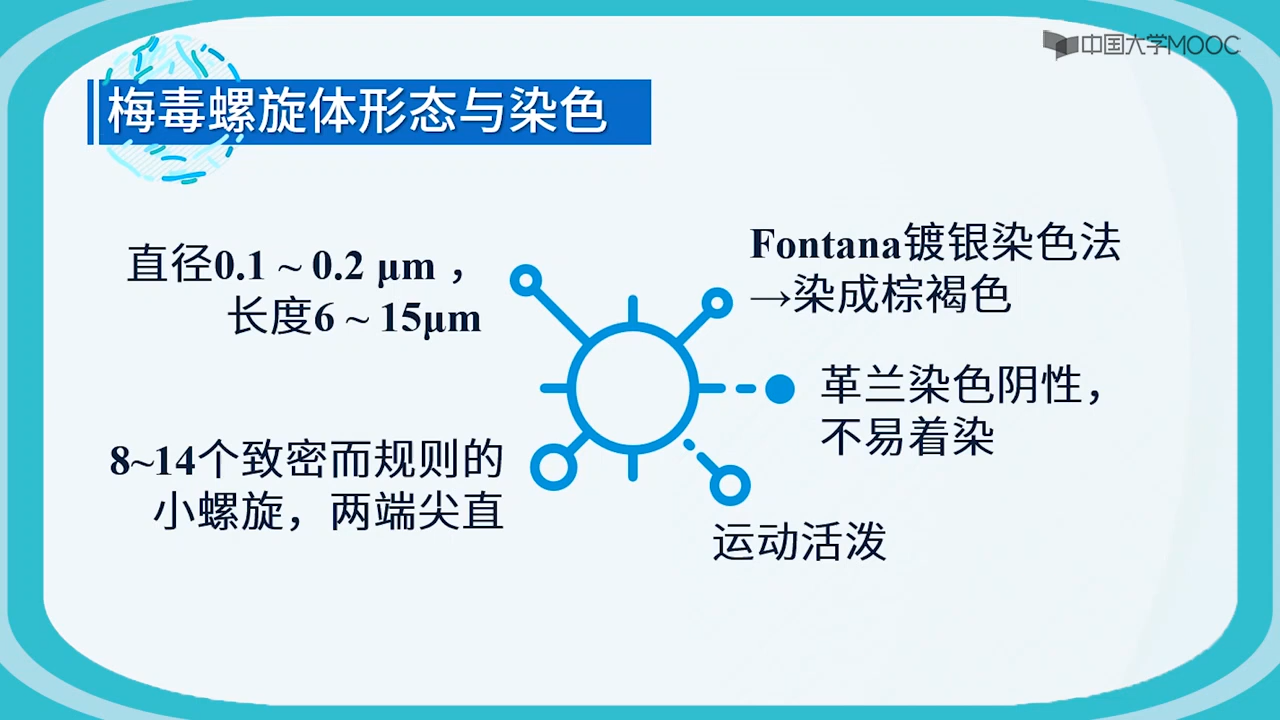 中国大学MOOC
梅毒螺旋体形态与染色
直径0.1 ~ 0.2 μm ，
长度6 ~ 15μm
8~14个致密而规则的
小螺旋，两端尖直
Fontana镀银染色法
→染成棕褐色
革兰染色阴性，
不易着染
运动活泼